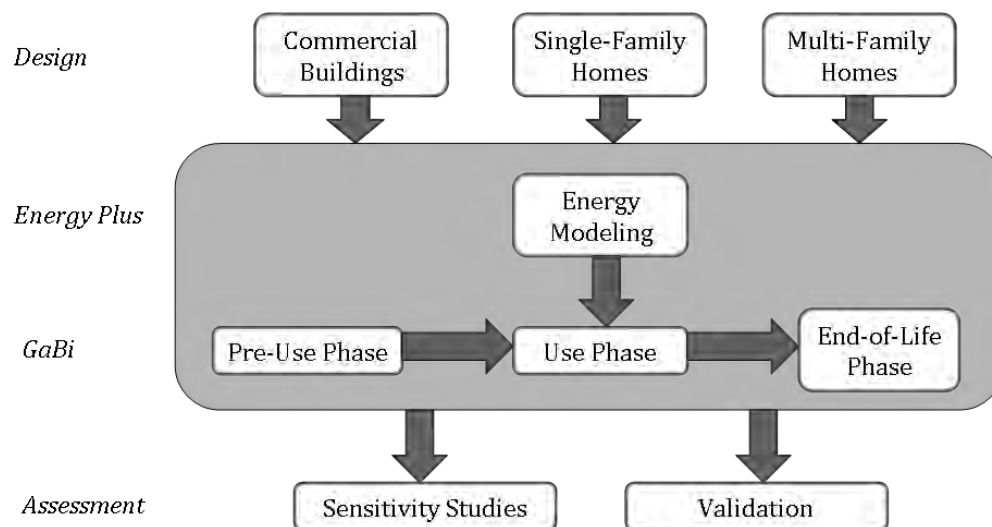 Design
Commercial
Buildings
Single-Family
Homes
Multi-Family
Homes
Energy Plus
Energy
Modeling
GaBi
Pre-Use Phase
Use Phase
End-of-Life
Phase
Assessment
Sensitivity Studies
Validation